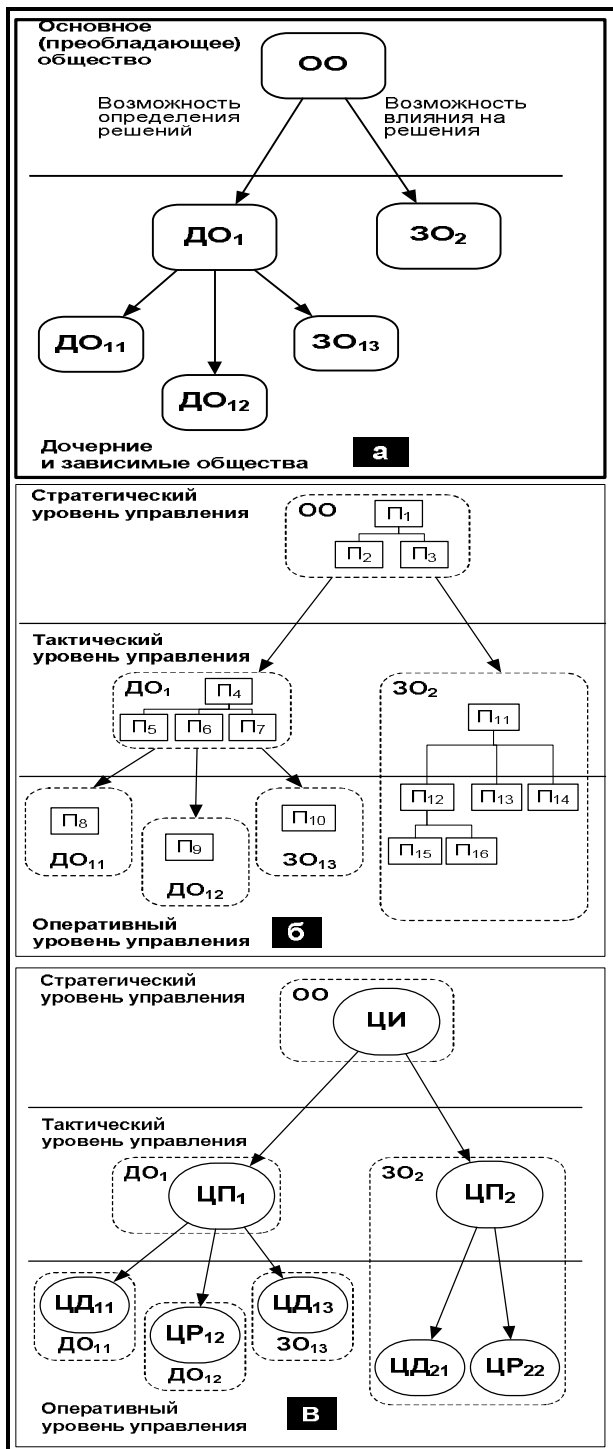 Основное
(преобладающее)
общество
ОО
Возможность
определения
решений
Возможность
влияния на
решения
ДО₁
ЗО₂
ДО₁₁
ЗО₁₃
ДО₁₂
Дочерние
и зависимые общества
а
Стратегический
уровень управления
ОО
П₁
П₂
П₃
Тактический
уровень управления
ДО₁
П₄
П₅
П₆
П₇
ЗО₂
П₁₁
П₁₂
П₁₃
П₁₄
П₁₅
П₁₆
П₈
ДО₁₁
П₉
ДО₁₂
П₁₀
ЗО₁₃
Оперативный
уровень управления
б
Стратегический
уровень управления
ОО
ЦИ
Тактический
уровень управления
ДО₁
ЦП₁
ЗО₂
ЦП₂
ЦД₁₁
ДО₁₁
ЦР₁₂
ДО₁₂
ЦД₁₃
ЗО₁₃
ЦД₂₁
ЦР₂₂
Оперативный
уровень управления
в